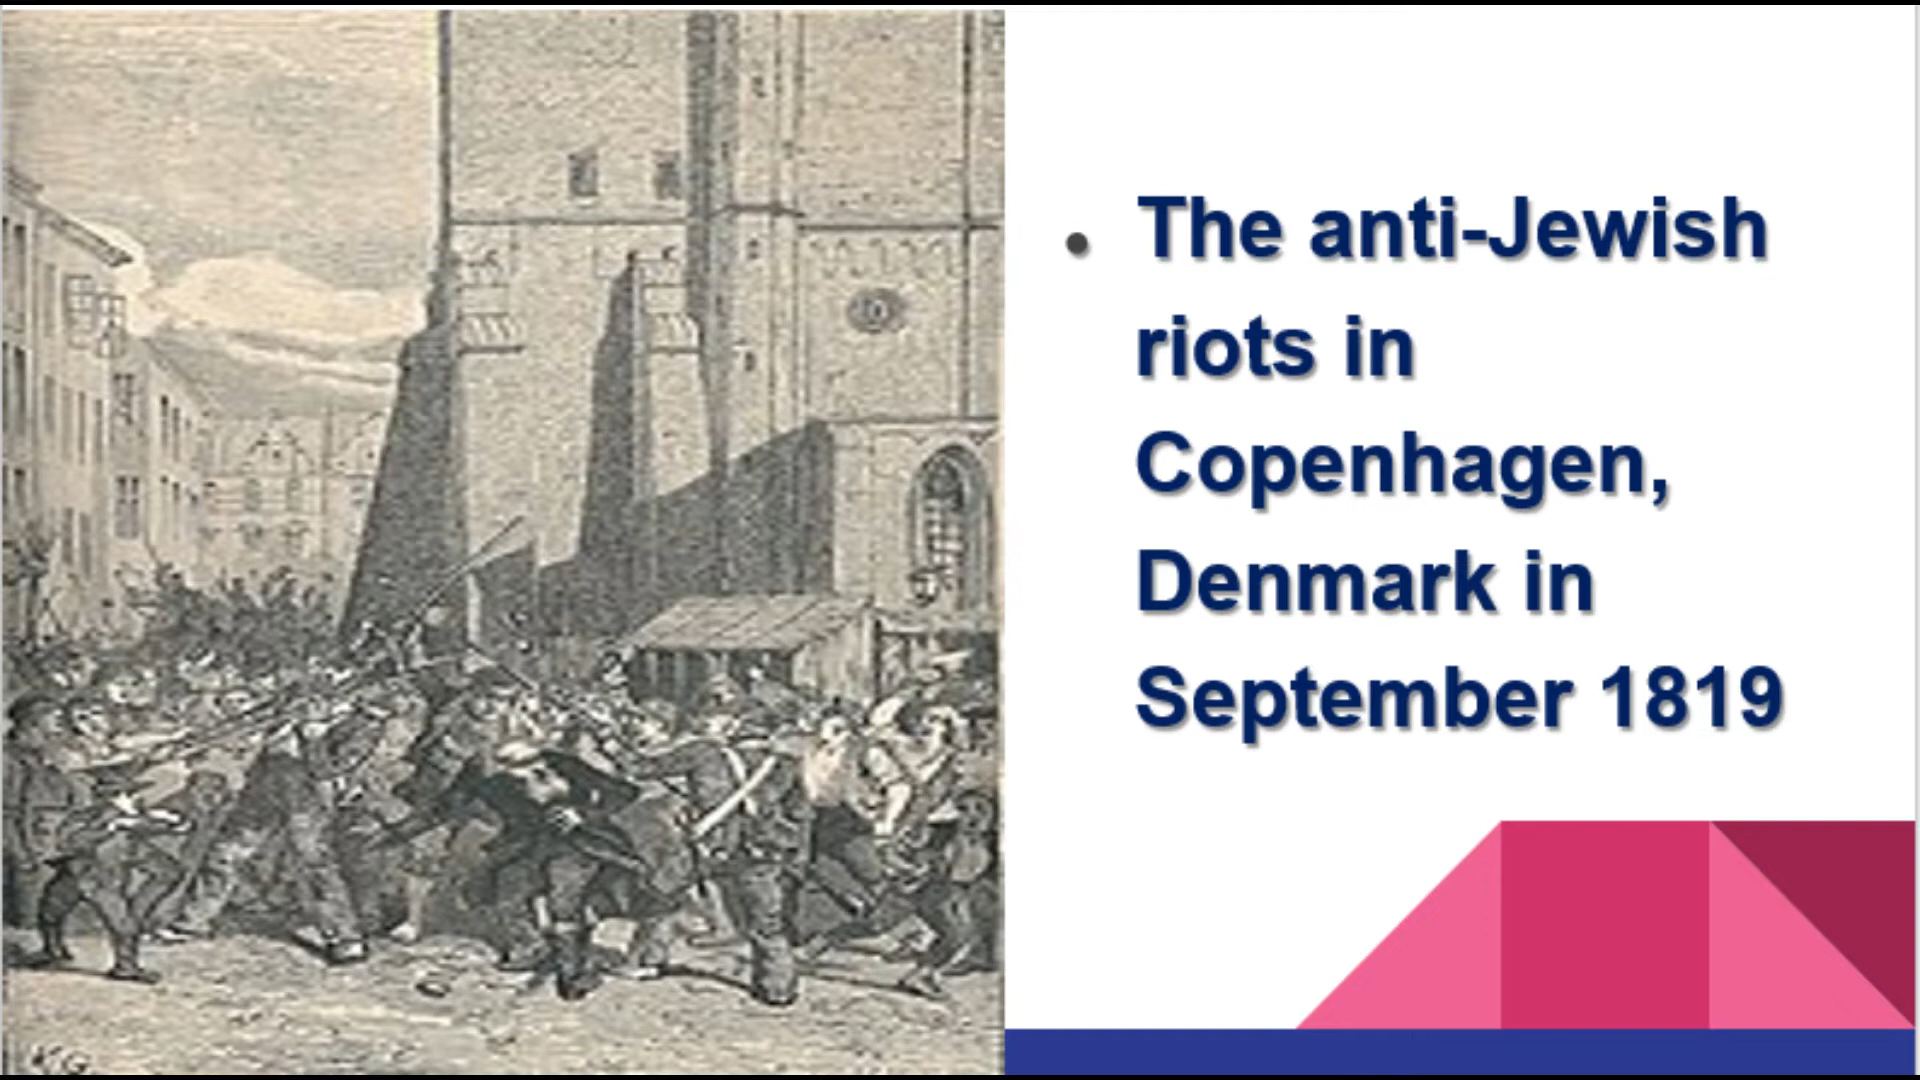 The anti-Jewish
riots in
Copenhagen,
Denmark in
September 1819